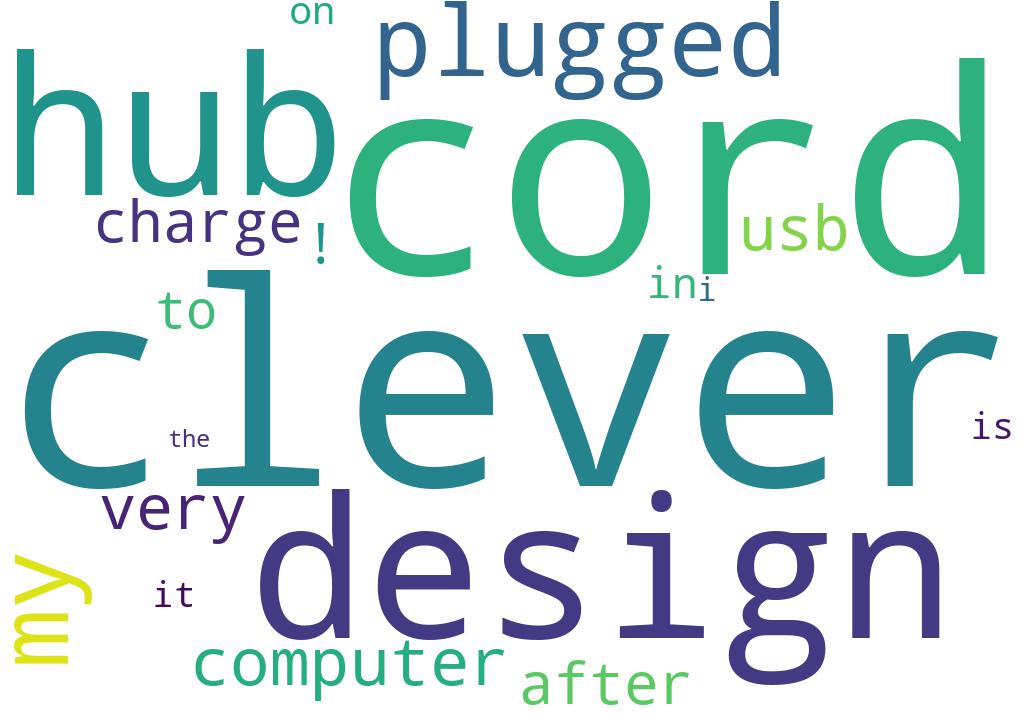 on
plugged
hub
cord
charge
!
usb
to
in
i
clever
the
is
very
design
my
it
computer
after